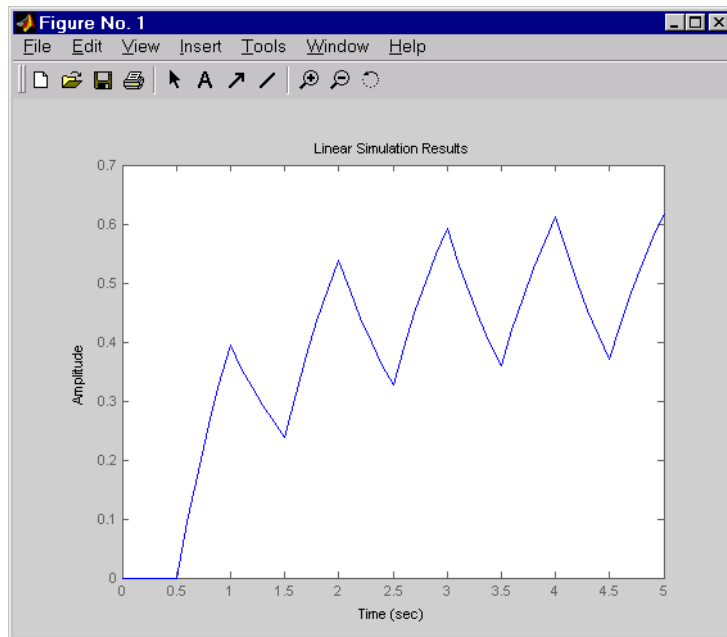 Figure No. 1
File Edit View Insert Tools Window Help
A
Linear Simulation Results
0.7
0.6
0.5
0.4
0.3
0.2
0.1
0
Amplitude
0 0.5 1 1.5 2 2.5 3 3.5 4 4.5 5
Time (sec)